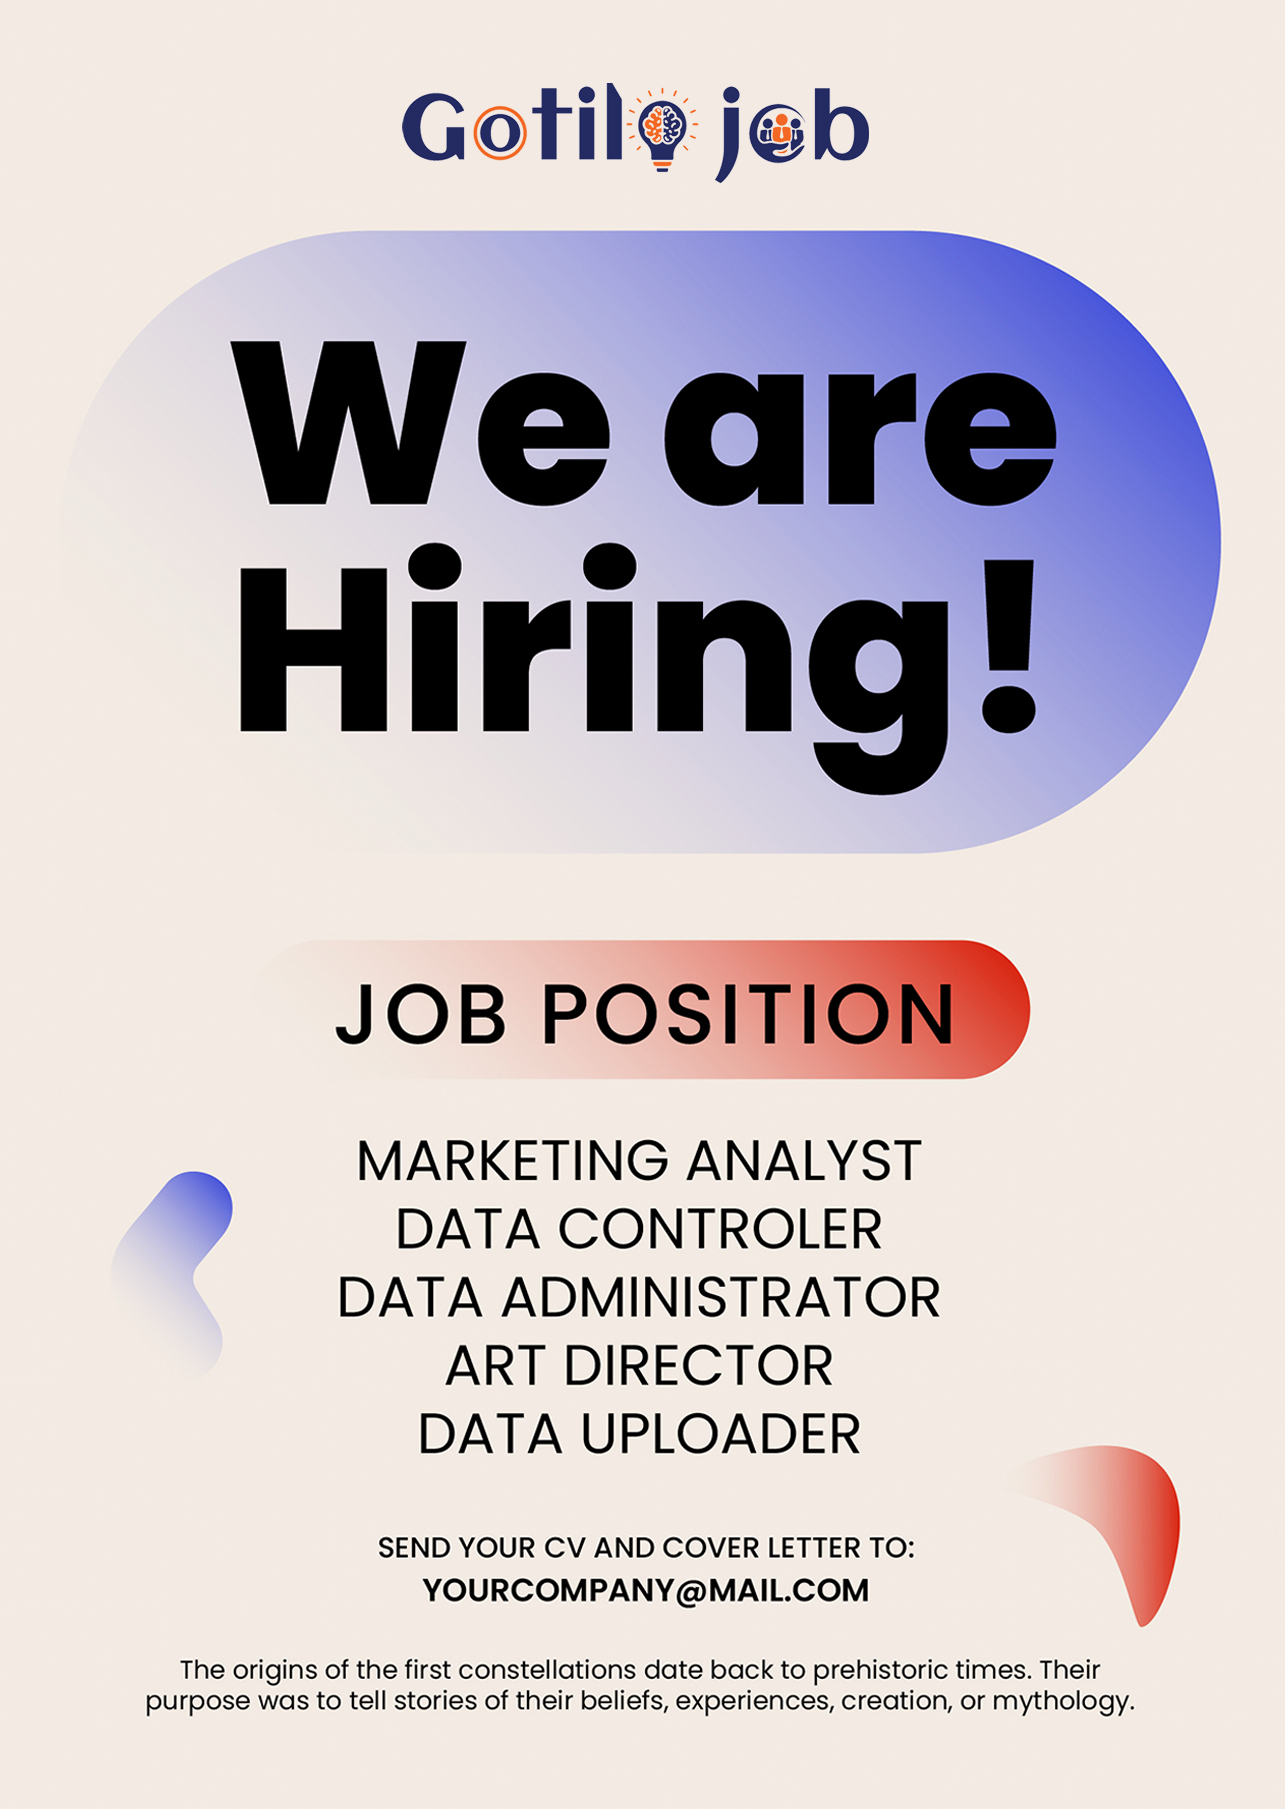 Gotilo job
We are
Hiring!
JOB POSITION
MARKETING ANALYST
DATA CONTROLER
DATA ADMINISTRATOR
ART DIRECTOR
DATA UPLOADER
SEND YOUR CV AND COVER LETTER TO:
YOURCOMPANY@MAIL.COM
The origins of the first constellations date back to prehistoric times. Their
purpose was to tell stories of their beliefs, experiences, creation, or mythology.